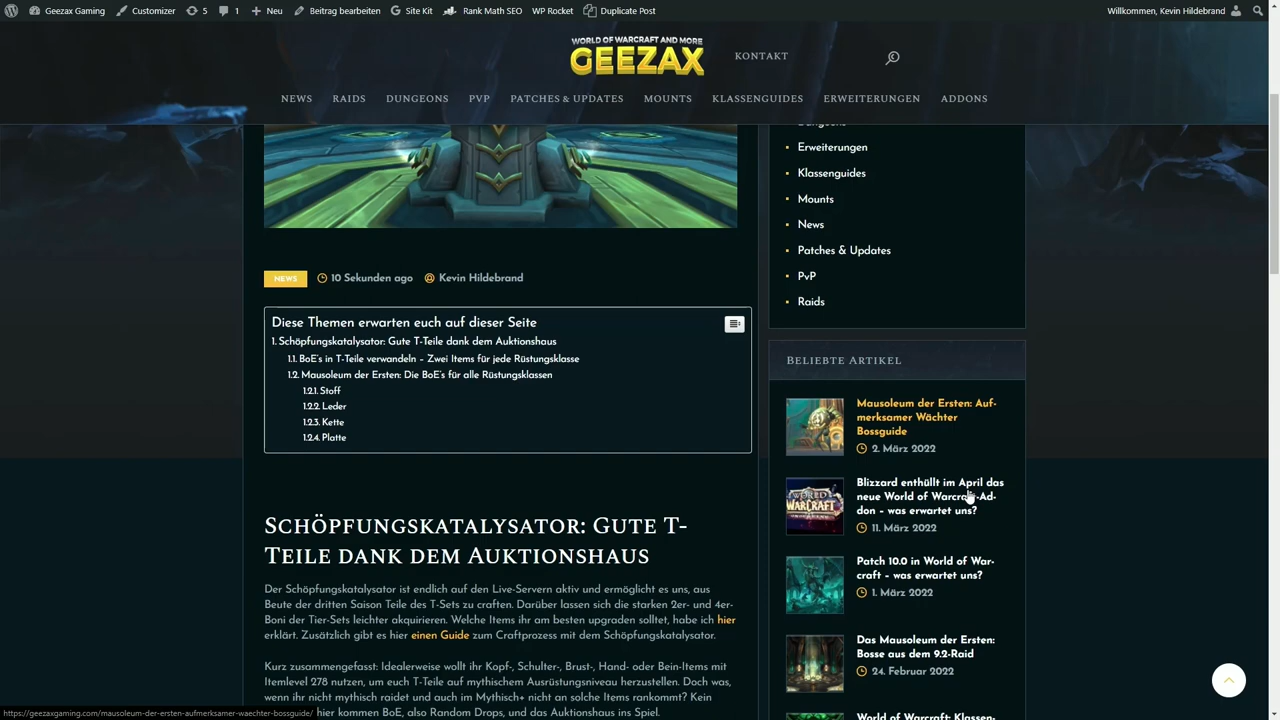 Geezax Gaming Customizer 5 1 Neu Beitrag bearbeiten Site Kit Rank Math SEO WP Rocket Duplicate Post Willkommen, Kevin Hildebrand
WORLD OF WARCRAFT AND MORE
GEEZAX
KONTAKT
NEWS RAIDS DUNGEONS PVP PATCHES & UPDATES MOUNTS KLASSENGUIDES ERWEITERUNGEN ADDONS
NEWS 10 Sekunden ago Kevin Hildebrand
Diese Themen erwarten euch auf dieser Seite
1. Schöpfungskatalysator: Gute T-Teile dank dem Auktionshaus
1.1. BoE's in T-Teile verwandeln – Zwei Items für jede Rüstungsklasse
1.2. Mausoleum der Ersten: Die BoE's für alle Rüstungsklassen
1.2.1. Stoff
1.2.2. Leder
1.2.3. Kette
1.2.4. Platte
Schöpfungskatalysator: Gute T-
Teile dank dem Auktionshaus
Der Schöpfungskatalysator ist endlich auf den Live-Servern aktiv und ermöglicht es uns, aus
Beute der dritten Saison Teile des T-Sets zu craften. Darüber lassen sich die starken 2er- und 4er-
Boni der Tier-Sets leichter akquirieren. Welche Items ihr am besten upgraden solltet, habe ich hier
erklärt. Zusätzlich gibt es hier einen Guide zum Craftprozess mit dem Schöpfungskatalysator.
Kurz zusammengefasst: Idealerweise wollt ihr Kopf-, Schulter-, Brust-, Hand- oder Bein-Items mit
Itemlevel 278 nutzen, um euch T-Teile auf mythischem Ausrüstungsniveau herzustellen. Doch was,
wenn ihr nicht mythisch raidet und auch im Mythisch+ nicht an solche Items rankommt? Kein
hier kommen BoE, also Random Drops, und das Auktionshaus ins Spiel.
https://geezaxgaming.com/mausoleum-der-ersten-aufmerksamer-waechter-bossguide/
Dungeons
Erweiterungen
Klassenguides
Mounts
News
Patches & Updates
PvP
Raids
Beliebte Artikel
Mausoleum der Ersten: Auf-
merksamer Wächter
Bossguide
2. März 2022
WORLD
WARCRAFT
Blizzard enthüllt im April das
neue World of Warcraft-Ad-
don – was erwartet uns?
11. März 2022
Patch 10.0 in World of War-
craft – was erwartet uns?
1. März 2022
Das Mausoleum der Ersten:
Bosse aus dem 9.2-Raid
24. Februar 2022
World of Warcraft: Klassen-